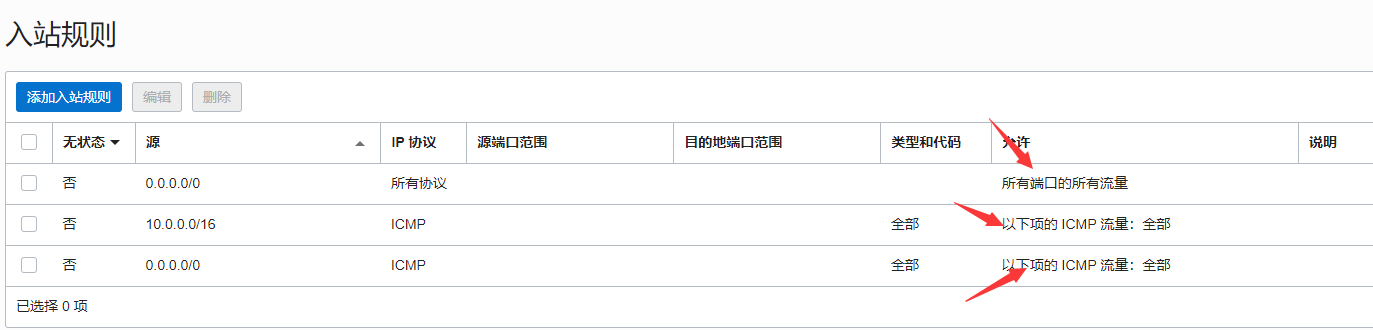 入站规则
添加入站规则 编辑 删除
无状态 源 IP 协议 源端口范围 目的地端口范围 类型和代码 允许 说明
否 0.0.0.0/0 所有协议 所有端口的所有流量
否 10.0.0.0/16 ICMP 全部 以下项的 ICMP 流量：全部
否 0.0.0.0/0 ICMP 全部 以下项的 ICMP 流量：全部
已选择 0 项